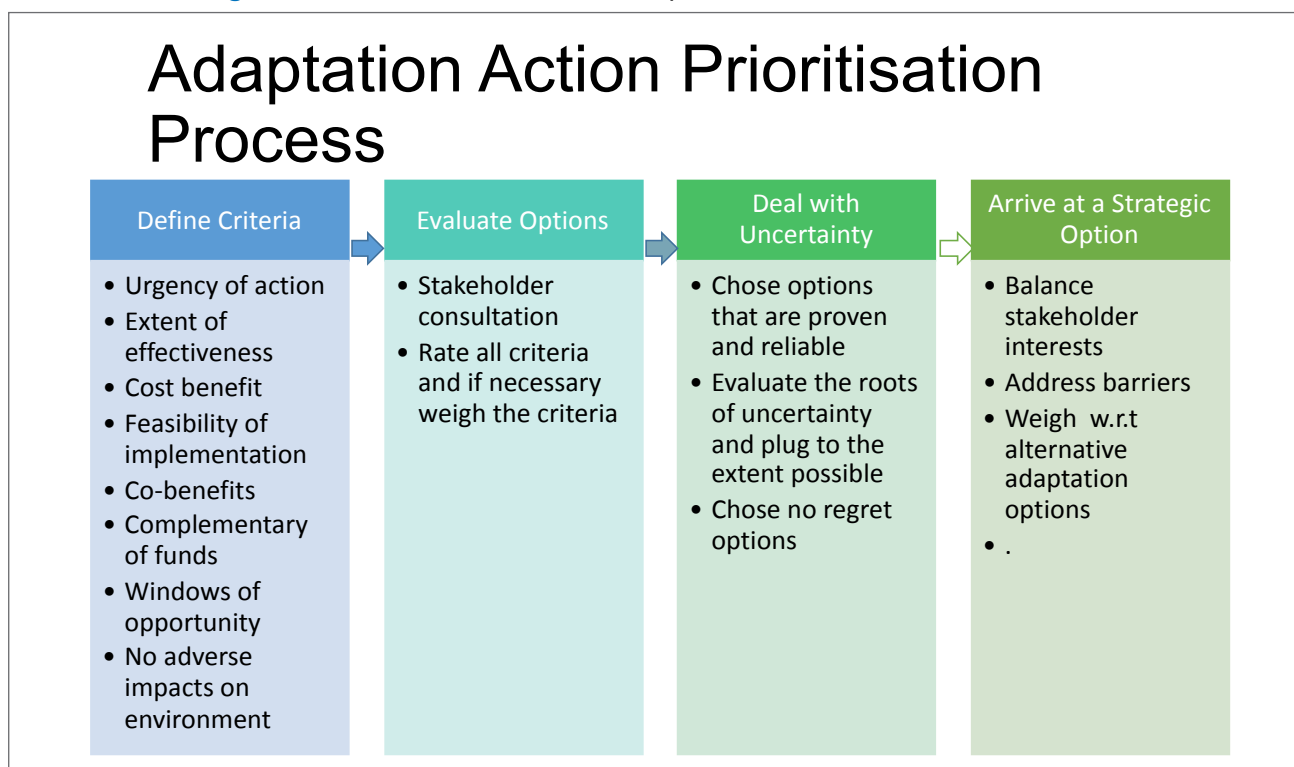 Adaptation Action Prioritisation
Process
Define Criteria
• Urgency of action
• Extent of
effectiveness
• Cost benefit
• Feasibility of
implementation
• Co-benefits
• Complementary
of funds
• Windows of
opportunity
• No adverse
impacts on
environment
Evaluate Options
• Stakeholder
consultation
• Rate all criteria
and if necessary
weigh the criteria
Deal with
Uncertainty
• Chose options
that are proven
and reliable
• Evaluate the roots
of uncertainty
and plug to the
extent possible
• Chose no regret
options
Arrive at a Strategic
Option
• Balance
stakeholder
interests
• Address barriers
• Weigh w.r.t
alternative
adaptation
options
• .